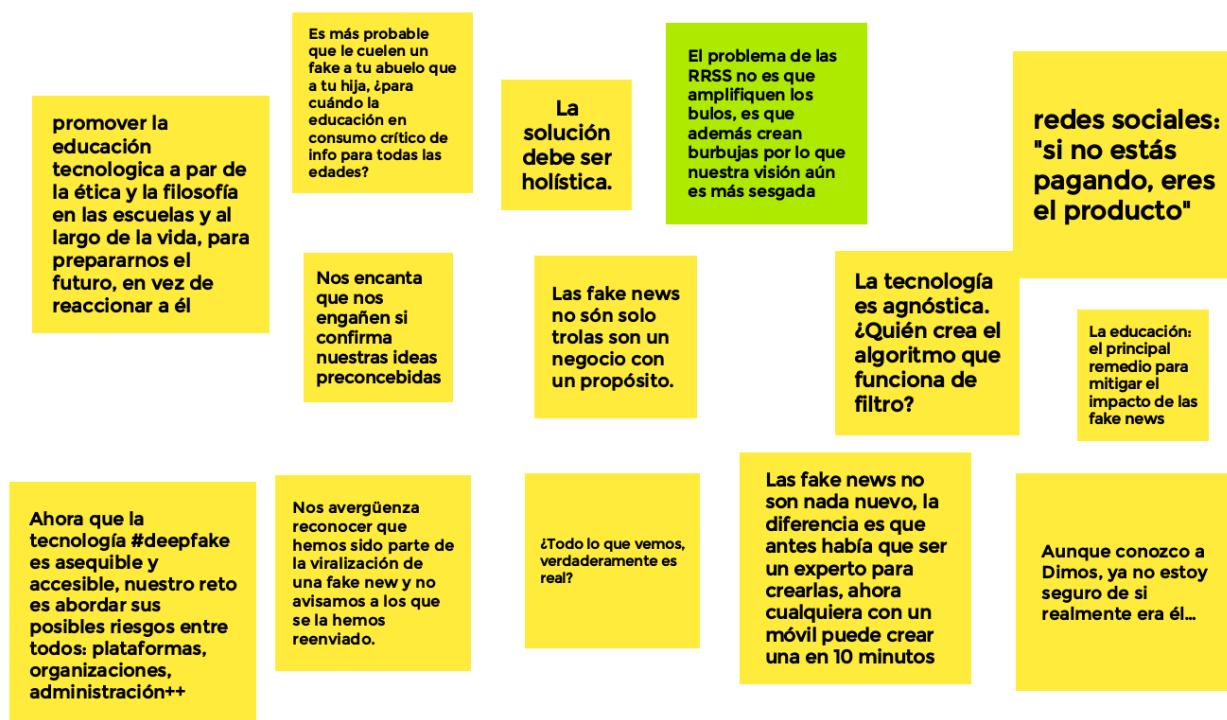 promover la
educación
tecnologica a par de
la ética y la filosofía
en las escuelas y al
largo de la vida, para
prepararnos el
futuro, en vez de
reaccionar a él
Es más probable
que le cuelen un
fake a tu abuelo que
a tu hija, ¿para
cuándo la
educación en
consumo crítico de
info para todas las
edades?
La
solución
debe ser
holística.
El problema de las
RRSS no es que
amplifiquen los
bulos, es que
además crean
burbujas por lo que
nuestra visión aún
es más sesgada
redes sociales:
"si no estás
pagando, eres
el producto"
Nos encanta
que nos
engañen si
confirma
nuestras ideas
preconcebidas
Las fake news
no són solo
trolas son un
negocio con
un propósito.
La tecnología
es agnóstica.
¿Quién crea el
algoritmo que
funciona de
filtro?
La educación:
el principal
remedio para
mitigar el
impacto de las
fake news
Ahora que la
tecnología #deepfake
es asequible y
accesible, nuestro reto
es abordar sus
posibles riesgos entre
todos: plataformas,
organizaciones,
administración++
Nos avergüenza
reconocer que
hemos sido parte de
la viralización de
una fake new y no
avisamos a los que
se la hemos
reenviado.
¿Todo lo que vemos,
verdaderamente es
real?
Las fake news no
son nada nuevo, la
diferencia es que
antes había que ser
un experto para
crearlas, ahora
cualquiera con un
móvil puede crear
una en 10 minutos
Aunque conozco a
Dimos, ya no estoy
seguro de si
realmente era él...